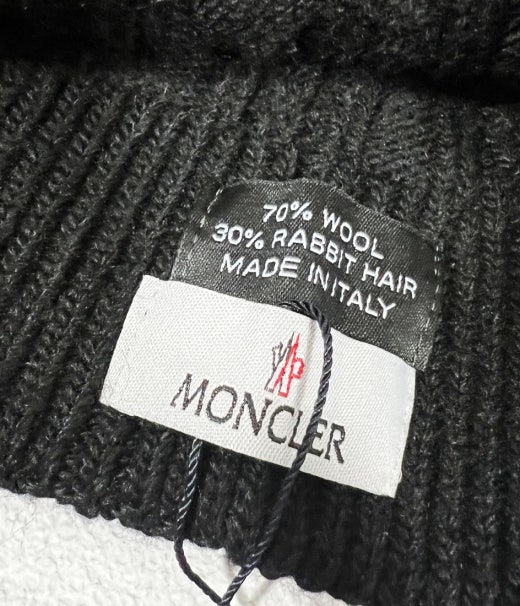 70% WOOL
30% RABBIT HAIR
MADE IN ITALY
MONCLER